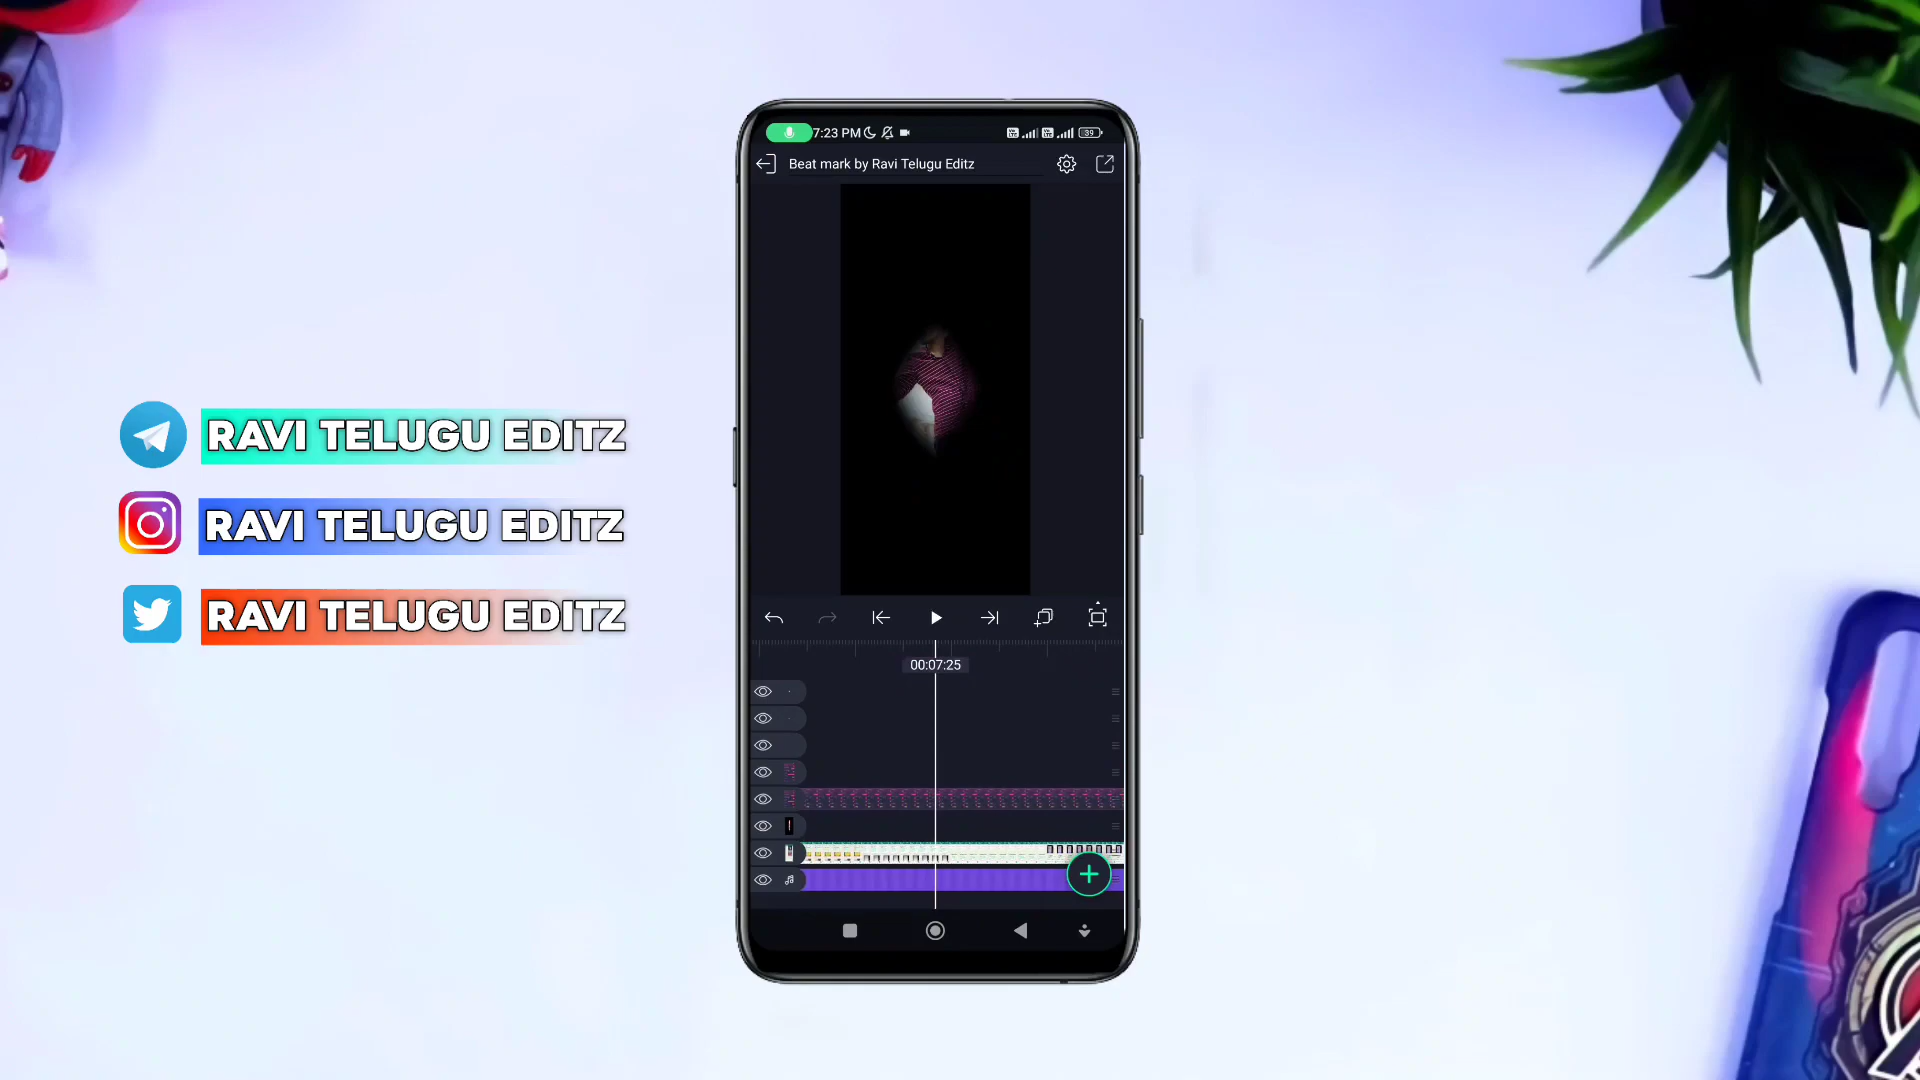 7:23 PM
39
Beat mark by Ravi Telugu Editz
RAVI TELUGU EDITZ
RAVI TELUGU EDITZ
RAVI TELUGU EDITZ
00:07:25